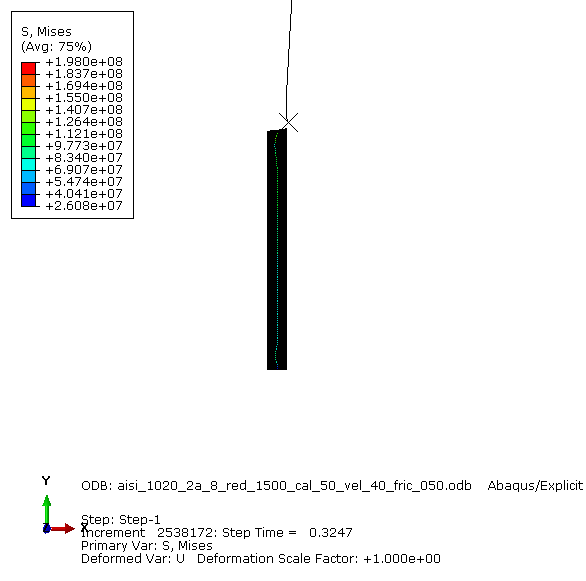 S, Mises
(Avg: 75%)
+1.980e+08
+1.837e+08
+1.694e+08
+1.550e+08
+1.407e+08
+1.264e+08
+1.121e+08
+9.773e+07
+8.340e+07
+6.907e+07
+5.474e+07
+4.041e+07
+2.608e+07
Y
X
ODB: aisi_1020_2a_8_red_1500_cal_50_vel_40_fric_050.odb Abaqus/Explicit
Step: Step-1
Increment 2538172: Step Time = 0.3247
Primary Var: S, Mises
Deformed Var: U Deformation Scale Factor: +1.000e+00